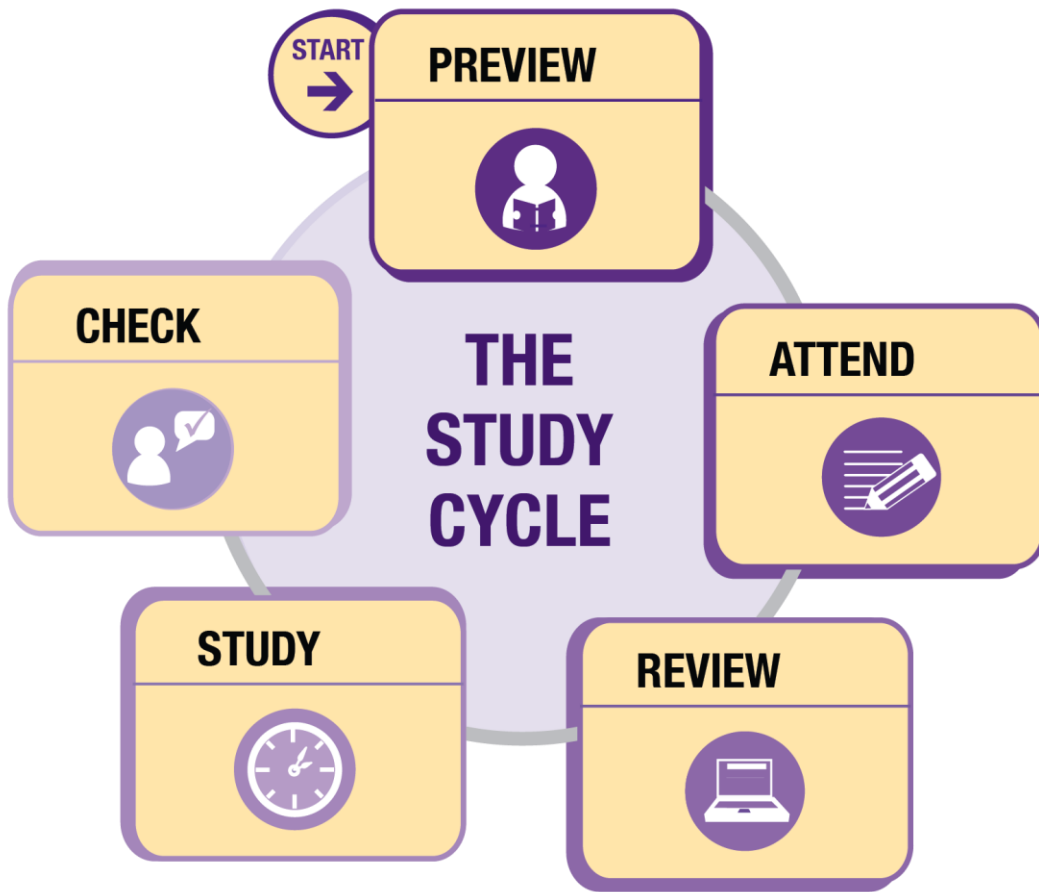 START
PREVIEW
ATTEND
REVIEW
STUDY
CHECK
THE
STUDY
CYCLE